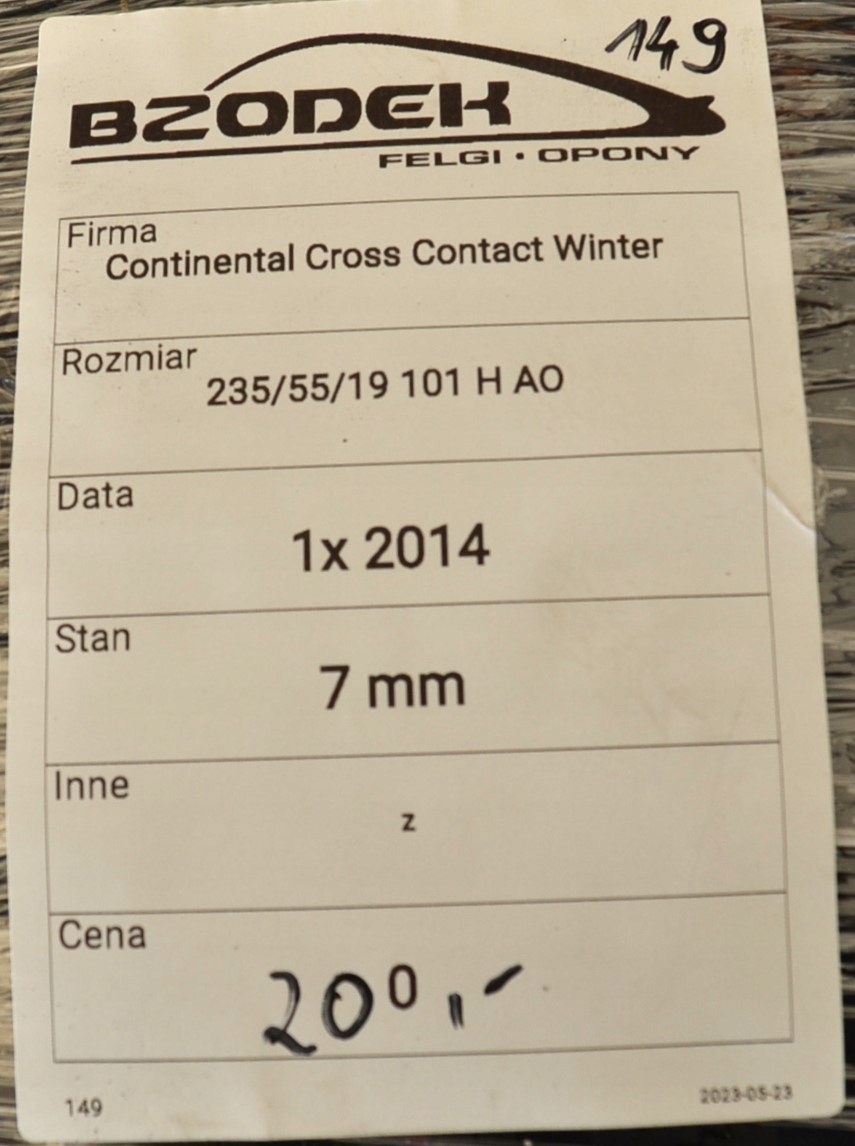 149
BZODEK
FELGI • OPONY
Firma
Continental Cross Contact Winter
Rozmiar
235/55/19 101 H AO
Data
1x 2014
Stan
7 mm
Inne
z
Cena
200,-
149
2023-05-23